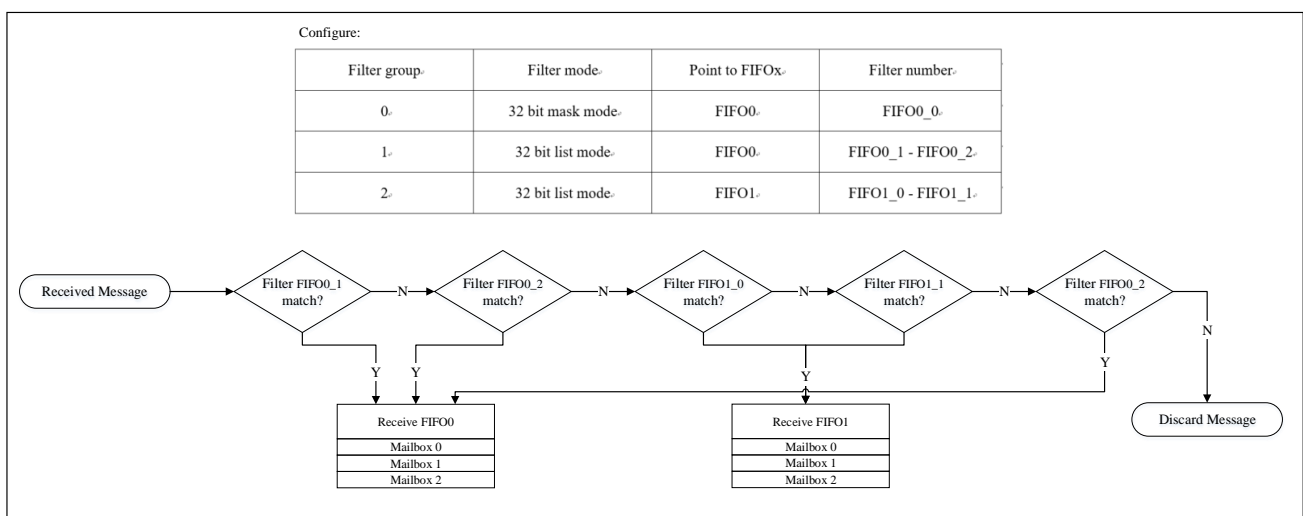 Configure:
Filter group Filter mode Point to FIFOx Filter number
0 32 bit mask mode FIFO0 FIFO0_0
1 32 bit list mode FIFO0 FIFO0_1 - FIFO0_2
2 32 bit list mode FIFO1 FIFO1_0 - FIFO1_1
Received Message
Filter FIFO0_1
match?
N
Filter FIFO0_2
match?
N
Filter FIFO1_0
match?
N
Filter FIFO1_1
match?
N
Filter FIFO0_2
match?
N
Y
Y
Y
Y
Receive FIFO0
Mailbox 0
Mailbox 1
Mailbox 2
Receive FIFO1
Mailbox 0
Mailbox 1
Mailbox 2
Discard Message